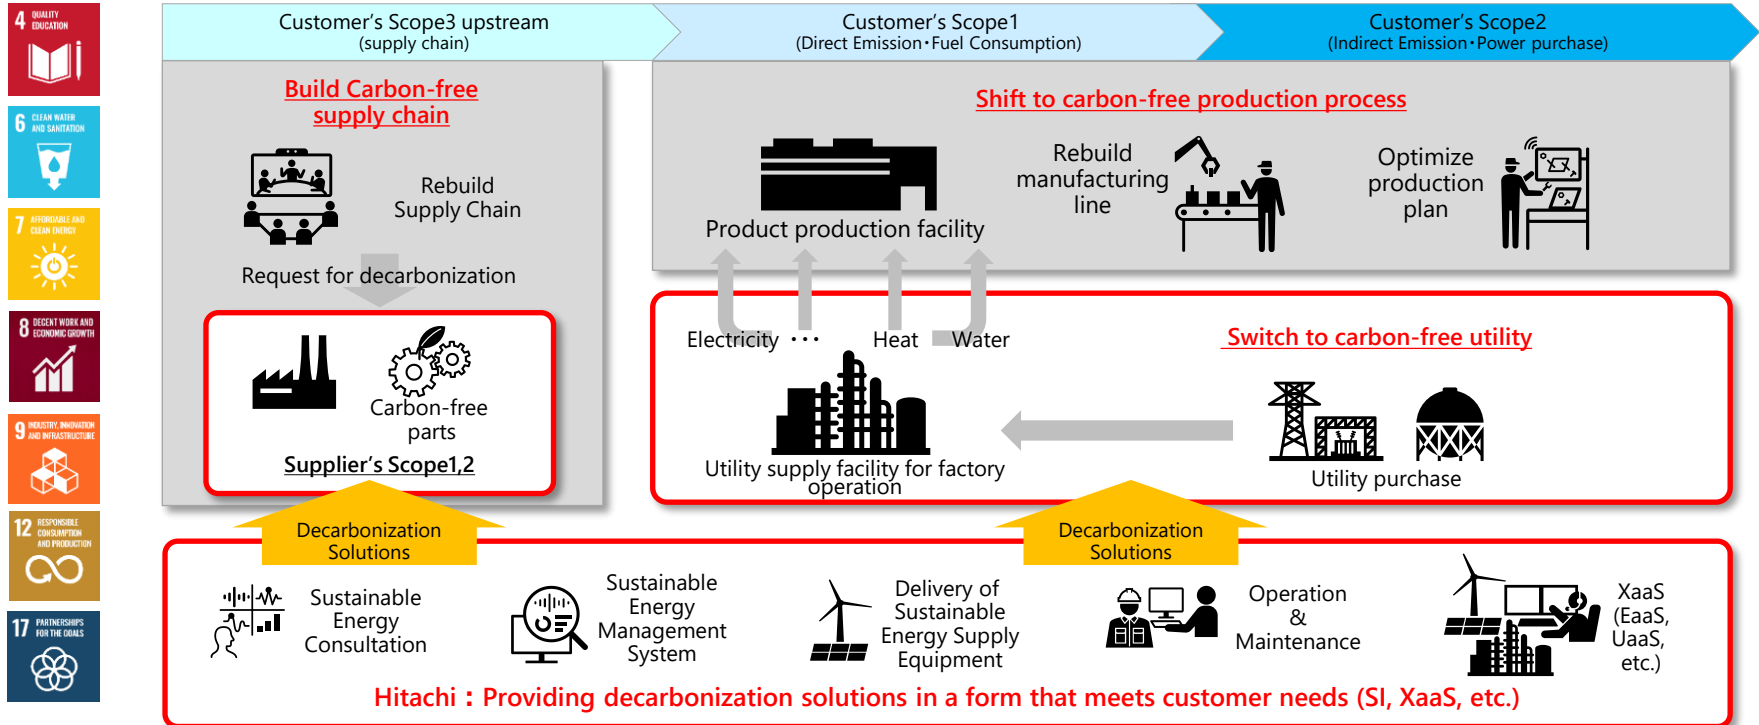 4 QUALITY
EDUCATION
6 CLEAN WATER
AND SANITATION
7 AFFORDABLE AND
CLEAN ENERGY
8 DECENT WORK AND
ECONOMIC GROWTH
9 INDUSTRY, INNOVATION
AND INFRASTRUCTURE
12 RESPONSIBLE
CONSUMPTION
AND PRODUCTION
17 PARTNERSHIPS
FOR THE GOALS
Customer's Scope3 upstream
(supply chain)
Customer's Scope1
(Direct Emission・Fuel Consumption)
Customer's Scope2
(Indirect Emission・Power purchase)
Build Carbon-free
supply chain
Rebuild
Supply Chain
Request for decarbonization
Carbon-free
parts
Supplier's Scope1,2
Shift to carbon-free production process
Product production facility
Rebuild
manufacturing
line
Optimize
production
plan
Electricity ･･･ Heat Water
Switch to carbon-free utility
Utility supply facility for factory
operation
Utility purchase
Decarbonization
Solutions
Decarbonization
Solutions
Sustainable
Energy
Consultation
Sustainable
Energy
Management
System
Delivery of
Sustainable
Energy Supply
Equipment
Operation
&
Maintenance
XaaS
(EaaS,
UaaS,
etc.)
Hitachi：Providing decarbonization solutions in a form that meets customer needs (SI, XaaS, etc.)